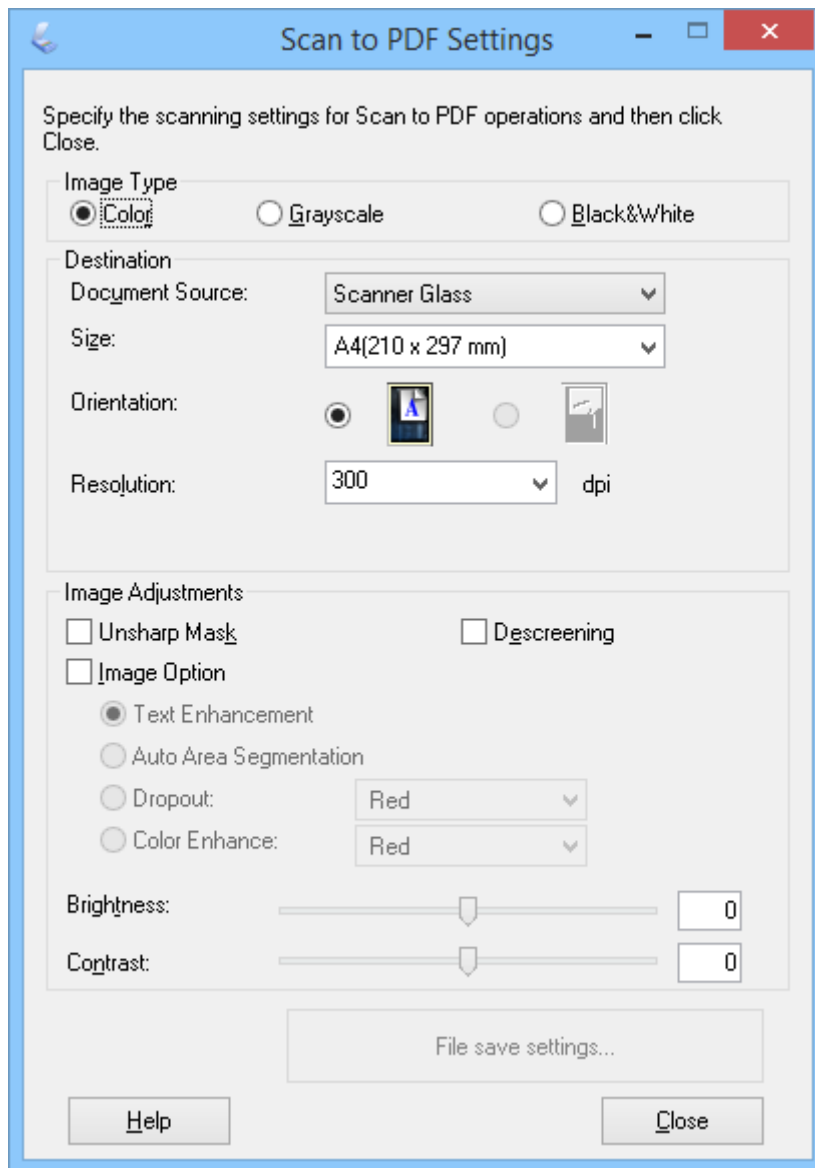 Scan to PDF Settings
Specify the scanning settings for Scan to PDF operations and then click
Close.
Image Type
Color Grayscale Black&White
Destination
Document Source: Scanner Glass
Size: A4(210 x 297 mm)
Orientation: A
Resolution: 300 dpi
Image Adjustments
Unsharp Mask Descreening
Image Option
Text Enhancement
Auto Area Segmentation
Dropout: Red
Color Enhance: Red
Brightness: 0
Contrast: 0
File save settings...
Help Close